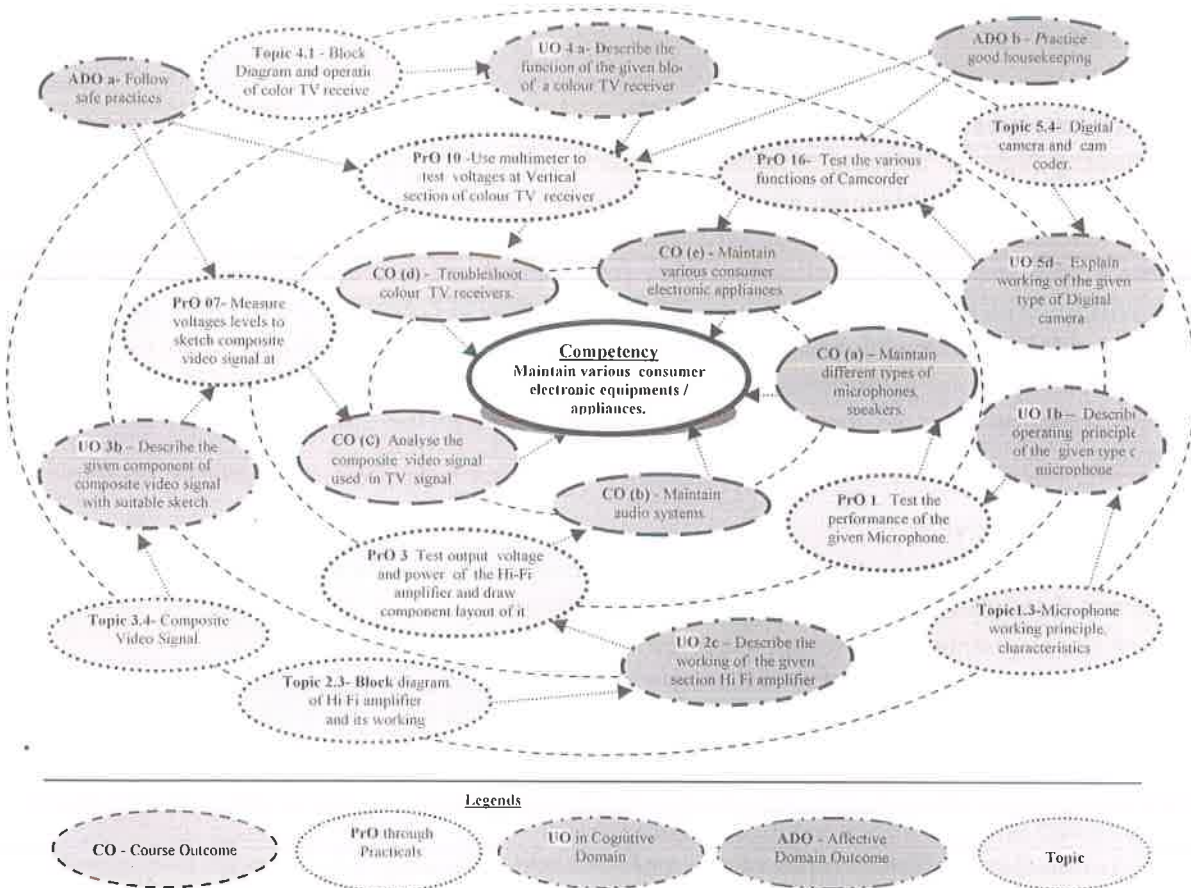 Topic 4.1 - Block
Diagram and operati
of color TV receive
UO 4 a- Describe the
function of the given blo
of a colour TV receiver
ADO b - Practice
good housekeeping
ADO a- Follow
safe practices
Topic 5.4- Digital
camera and cam
coder.
PrO 10 -Use multimeter to
test voltages at Vertical
section of colour TV receiver
PrO 16- Test the various
functions of Camcorder
CO (d) - Troubleshoot
colour TV receivers.
CO (e) - Maintain
various consumer
electronic appliances
UO 5d - Explain
working of the given
type of Digital
camera
PrO 07- Measure
voltages levels to
sketch composite
video signal at
Competency
Maintain various consumer
electronic equipments /
appliances.
CO (a) – Maintain
different types of
microphones,
speakers.
UO 1b – Describe
operating principle
of the given type c
microphone
UO 3b – Describe the
given component of
composite video signal
with suitable sketch.
CO (C) Analyse the
composite video signal
used in TV signal
CO (b) - Maintain
audio systems.
PrO 1 Test the
performance of the
given Microphone.
PrO 3 Test output voltage
and power of the Hi-Fi
amplifier and draw
component layout of it.
Topic 3.4- Composite
Video Signal.
UO 2c – Describe the
working of the given
section Hi Fi amplifier
Topic1.3-Microphone
working principle,
characteristics
Topic 2.3- Block diagram
of Hi Fi amplifier
and its working
Legends
CO - Course Outcome
PrO through
Practicals
UO in Cognitive
Domain
ADO - Affective
Domain Outcome
Topic